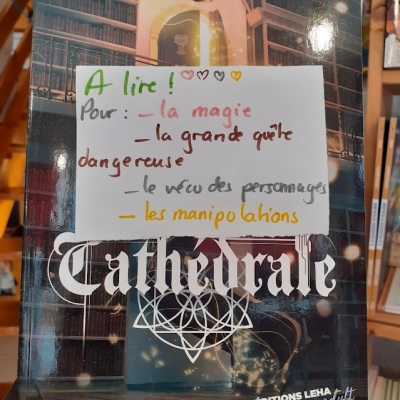 A lire !
Pour : - la magie
- la grande quête
dangereuse
- le vécu des personnages
- les manipulations
Cathédrale
ÉDITIONS LEHA